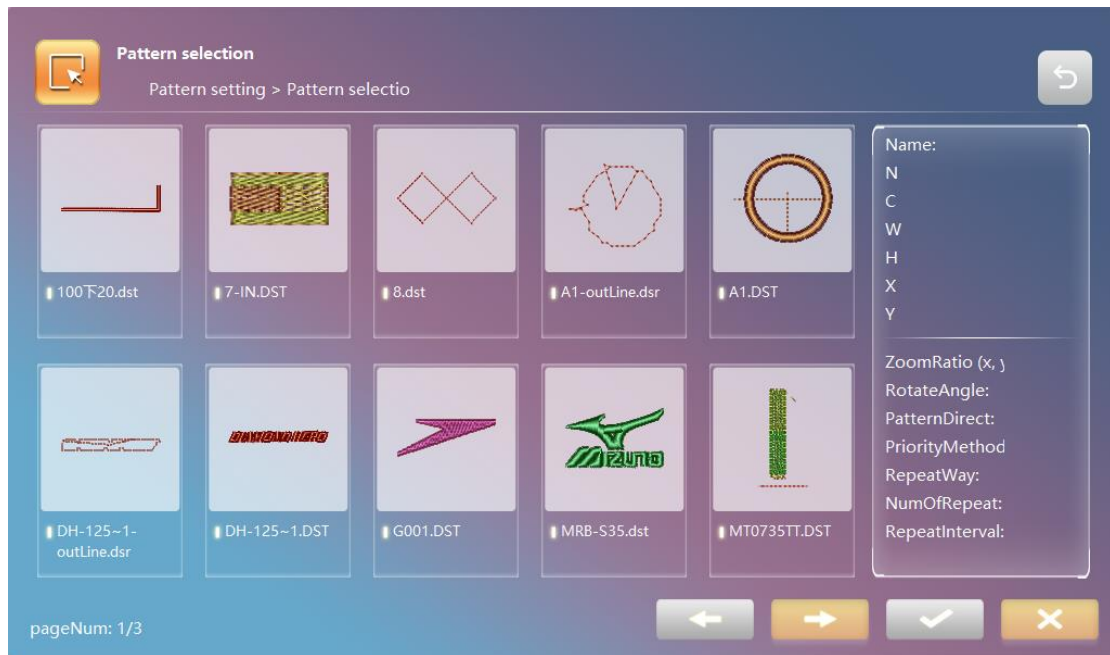 Pattern selection
Pattern setting > Pattern selectio
100下20.dst
7-IN.DST
8.dst
A1-outLine.dsr
A1.DST
DH-125~1-
outLine.dsr
DH-125~1.DST
G001.DST
MIZUNO
MRB-S35.dst
MT0735TT.DST
Name:
N
C
W
H
X
Y
ZoomRatio (x, y
RotateAngle:
PatternDirect:
PriorityMethod
RepeatWay:
NumOfRepeat:
RepeatInterval:
pageNum: 1/3